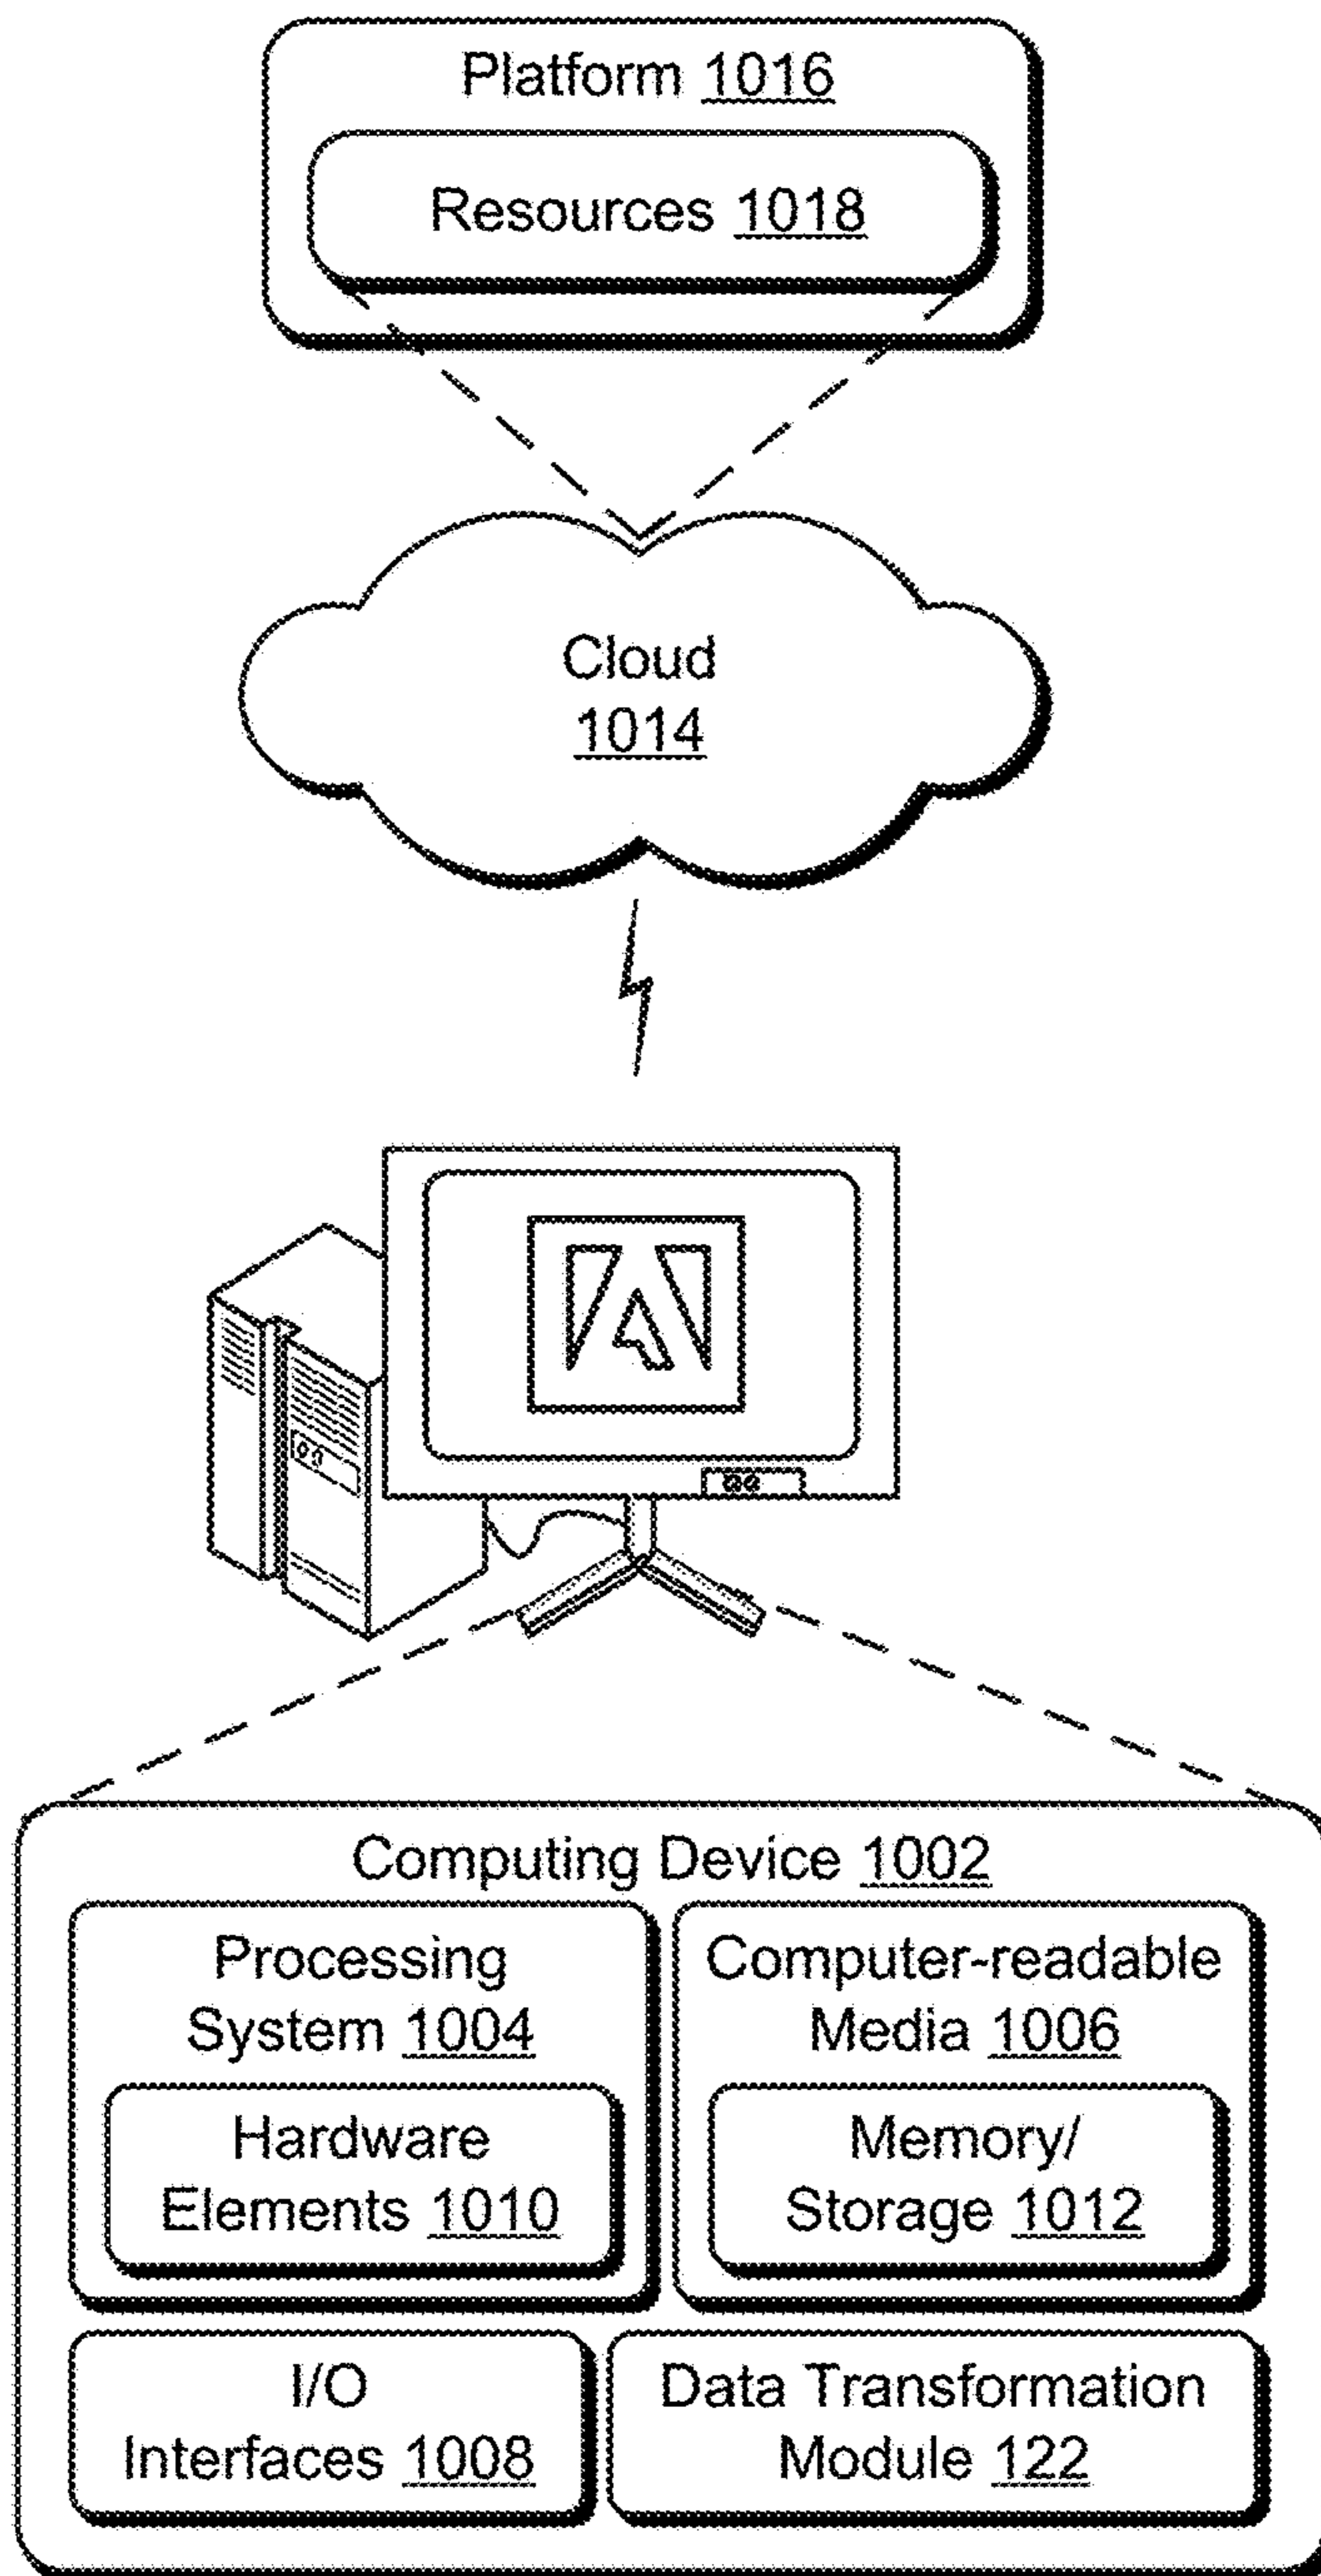 Platform 1016
Resources 1018
Cloud
1014
Computing Device 1002
Processing
System 1004
Hardware
Elements 1010
Computer-readable
Media 1006
Memory/
Storage 1012
I/O
Interfaces 1008
Data Transformation
Module 122